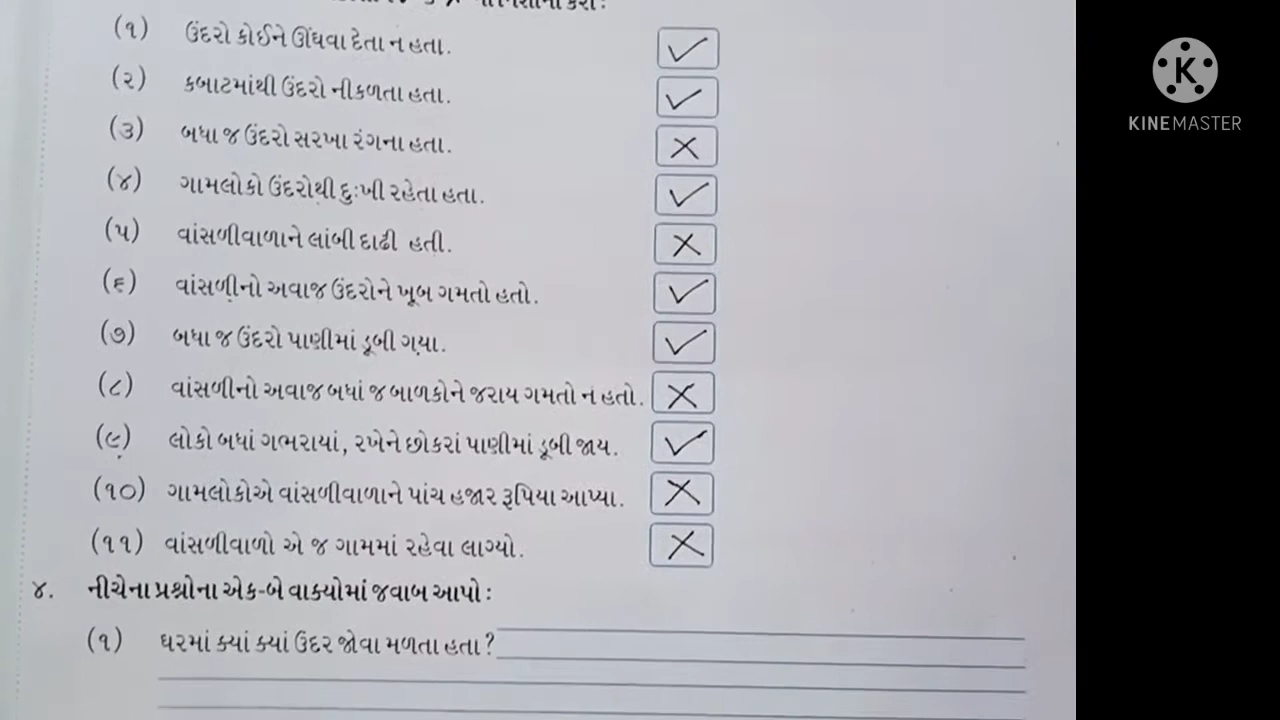 (૧) ઉંદરો કોઈને ઊંઘવા દેતા ન હતા. ✓
(૨) કબાટમાંથી ઉંદરો નીકળતા હતા. ✓
(૩) બધા જ ઉંદરો સરખા રંગના હતા. ✗
(૪) ગામલોકો ઉંદરોથી દુઃખી રહેતા હતા. ✓
(૫) વાંસળીવાળાને લાંબી દાઢી હતી. ✗
(૬) વાંસળીનો અવાજ ઉંદરોને ખૂબ ગમતો હતો. ✓
(૭) બધા જ ઉંદરો પાણીમાં ડૂબી ગયા. ✓
(૮) વાંસળીનો અવાજ બધાં જ બાળકોને જરાય ગમતો ન હતો. ✗
(૯) લોકો બધાં ગભરાયાં, રખેને છોકરાં પાણીમાં ડૂબી જાય. ✓
(૧૦) ગામલોકોએ વાંસળીવાળાને પાંચ હજાર રૂપિયા આપ્યા. ✗
(૧૧) વાંસળીવાળો એ જ ગામમાં રહેવા લાગ્યો. ✗
૪. નીચેના પ્રશ્નોના એક-બે વાક્યોમાં જવાબ આપો :
(૧) ઘરમાં ક્યાં ક્યાં ઉંદર જોવા મળતા હતા ?
K
KINEMASTER